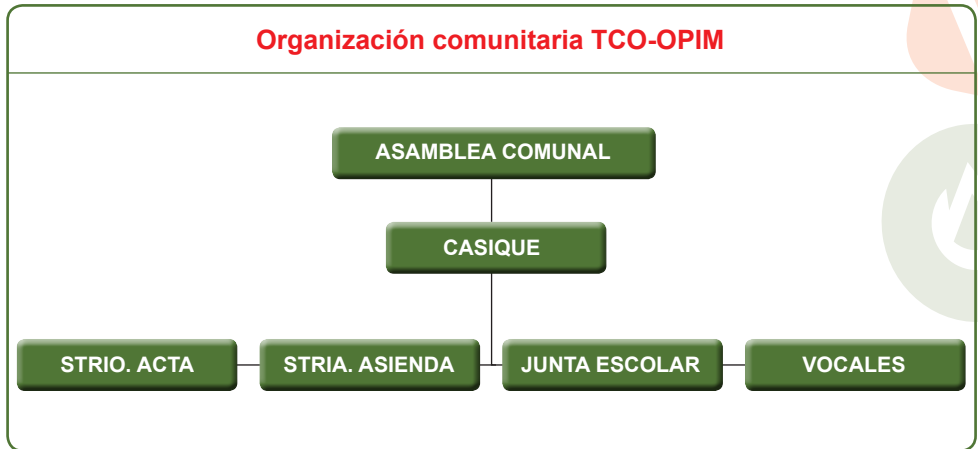 Organización comunitaria TCO-OPIM
ASAMBLEA COMUNAL
CASIQUE
STRIO. ACTA
STRIA. ASIENDA
JUNTA ESCOLAR
VOCALES